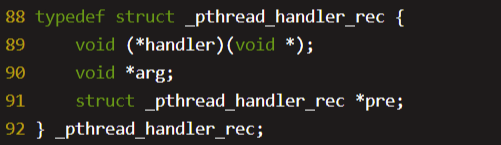 88 typedef struct _pthread_handler_rec {
89     void (*handler)(void *);
90     void *arg;
91     struct _pthread_handler_rec *pre;
92 } _pthread_handler_rec;